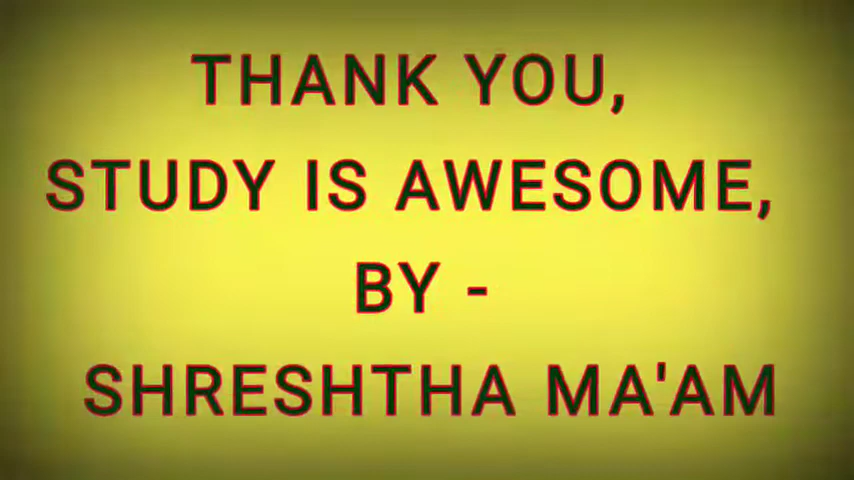 THANK YOU,
STUDY IS AWESOME,
BY -
SHRESHTHA MA'AM